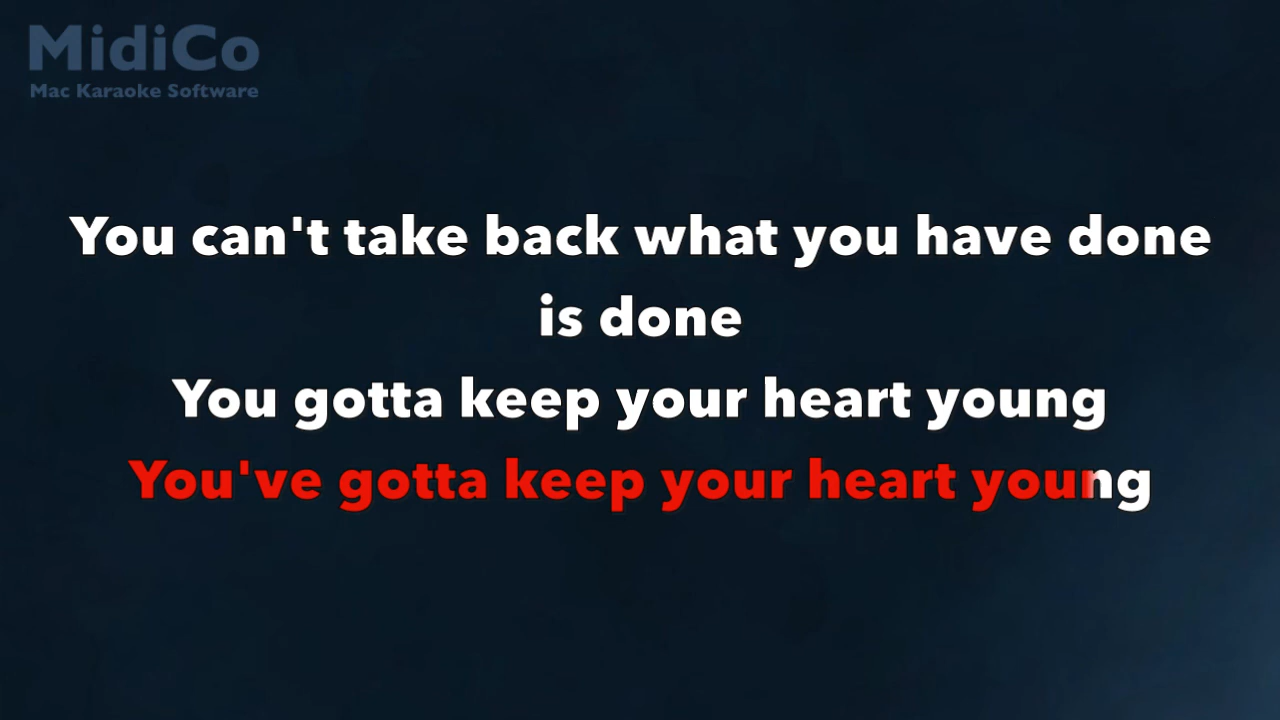 MidiCo
Mac Karaoke Software
You can't take back what you have done
is done
You gotta keep your heart young
You've gotta keep your heart young